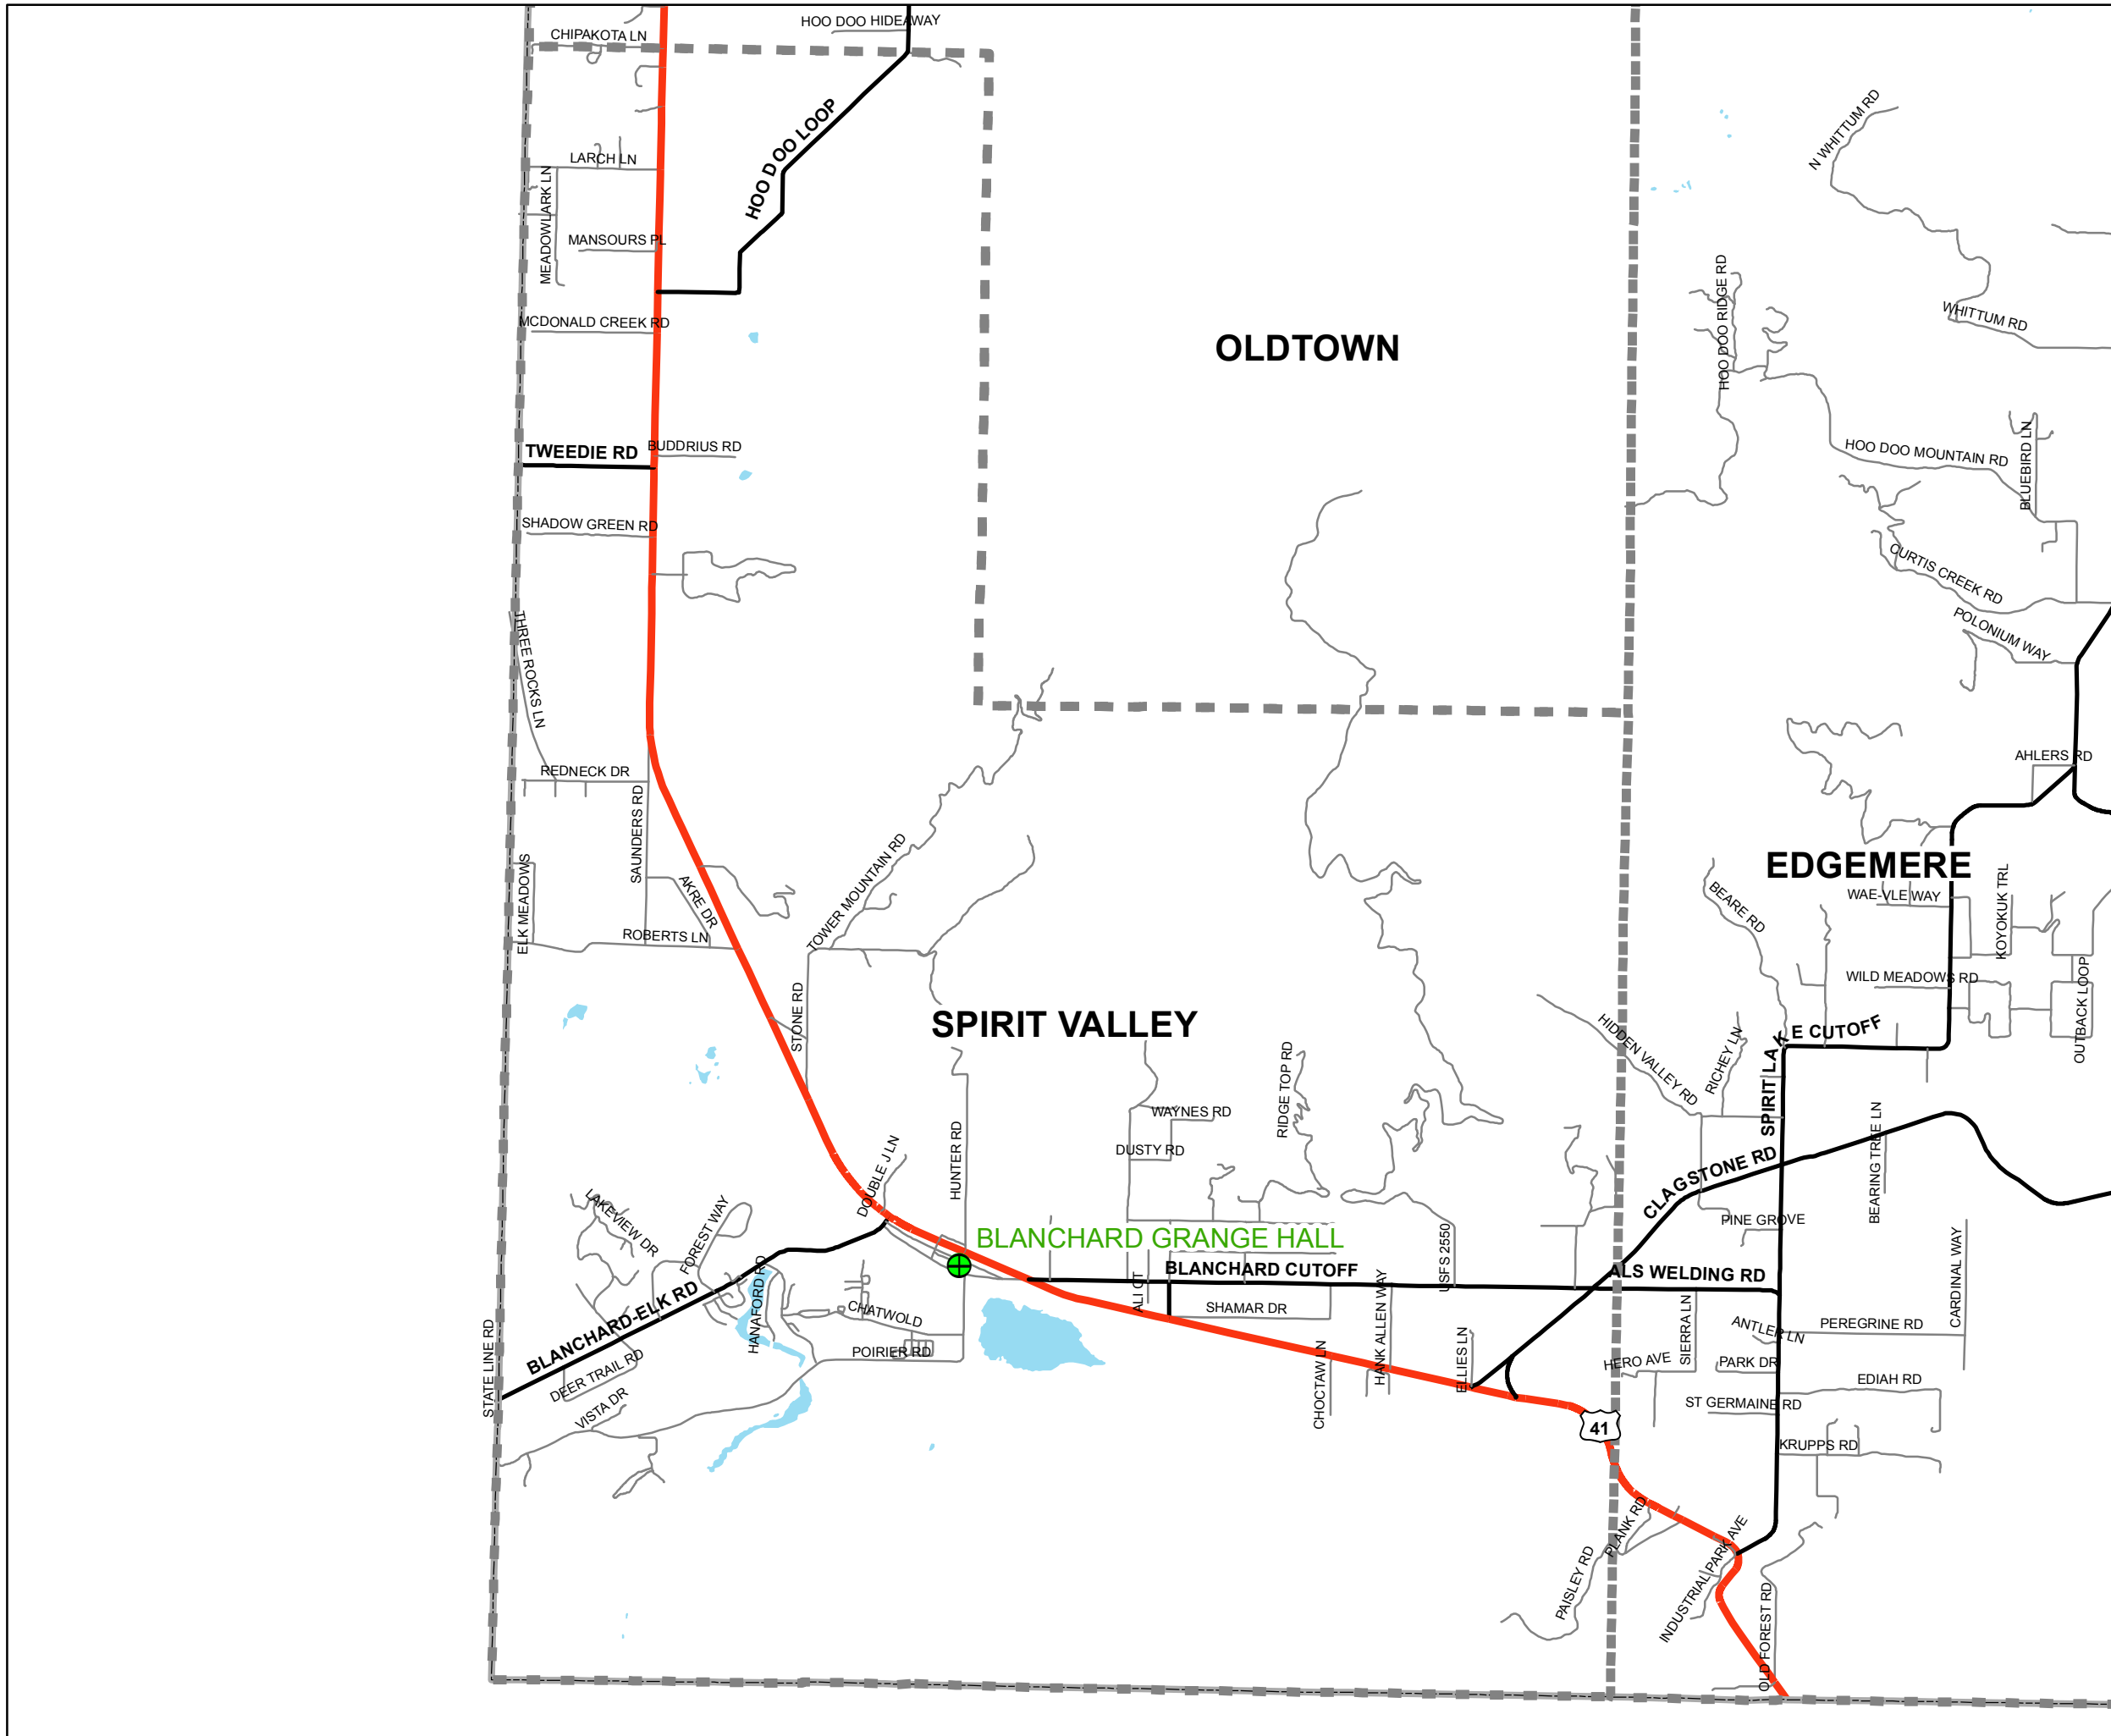 HOO DOO HIDEAWAY
CHIPAKOTA LN
HOO D OO LOOP
N WHITTUM RD
LARCH LN
MEADOWLARK LN
MANSOURS PL
HOO DOO RIDGE RD
MCDONALD CREEK RD
WHITTUM RD
OLDTOWN
TWEEDIE RD
BUDDRIUS RD
HOO DOO MOUNTAIN RD
BLUEBIRD LN
SHADOW GREEN RD
CURTIS CREEK RD
POLONIUM WAY
THREE ROCKS LN
AHLERS RD
REDNECK DR
SAUNDERS RD
EDGEMERE
TOWER MOUNTAIN RD
AKRE DR
ELK MEADOWS
BEARE RD
WAE-VLE WAY
KOYOKUK TRL
ROBERTS LN
WILD MEADOWS RD
OUTBACK LOOP
STONE RD
SPIRIT VALLEY
HIDDEN VALLEY RD
RICHEY LN
SPIRIT LAK E CUTOFF
RIDGE TOP RD
WAYNES RD
DUSTY RD
HUNTER RD
DOUBLE J LN
CLAGSTONE RD
BEARING TREE LN
LAKEVIEW DR
FOREST WAY
PINE GROVE
BLANCHARD GRANGE HALL
USFS 2550
BLANCHARD CUTOFF
ALS WELDING RD
CARDINAL WAY
HANAFORD RD
ALI CT
SHAMAR DR
CHATWOLD
BLANCHARD-ELK RD
POIRIER RD
HANK ALLEN WAY
CHOCTAW LN
ELLIES LN
SIERRA LN
ANTLER LN
PEREGRINE RD
HERO AVE
PARK DR
STATE LINE RD
DEER TRAIL RD
VISTA DR
EDIAH RD
ST GERMAINE RD
41
KRUPPS RD
PLANK RD
PAISLEY RD
INDUSTRIAL PARK AVE
OLD FOREST RD